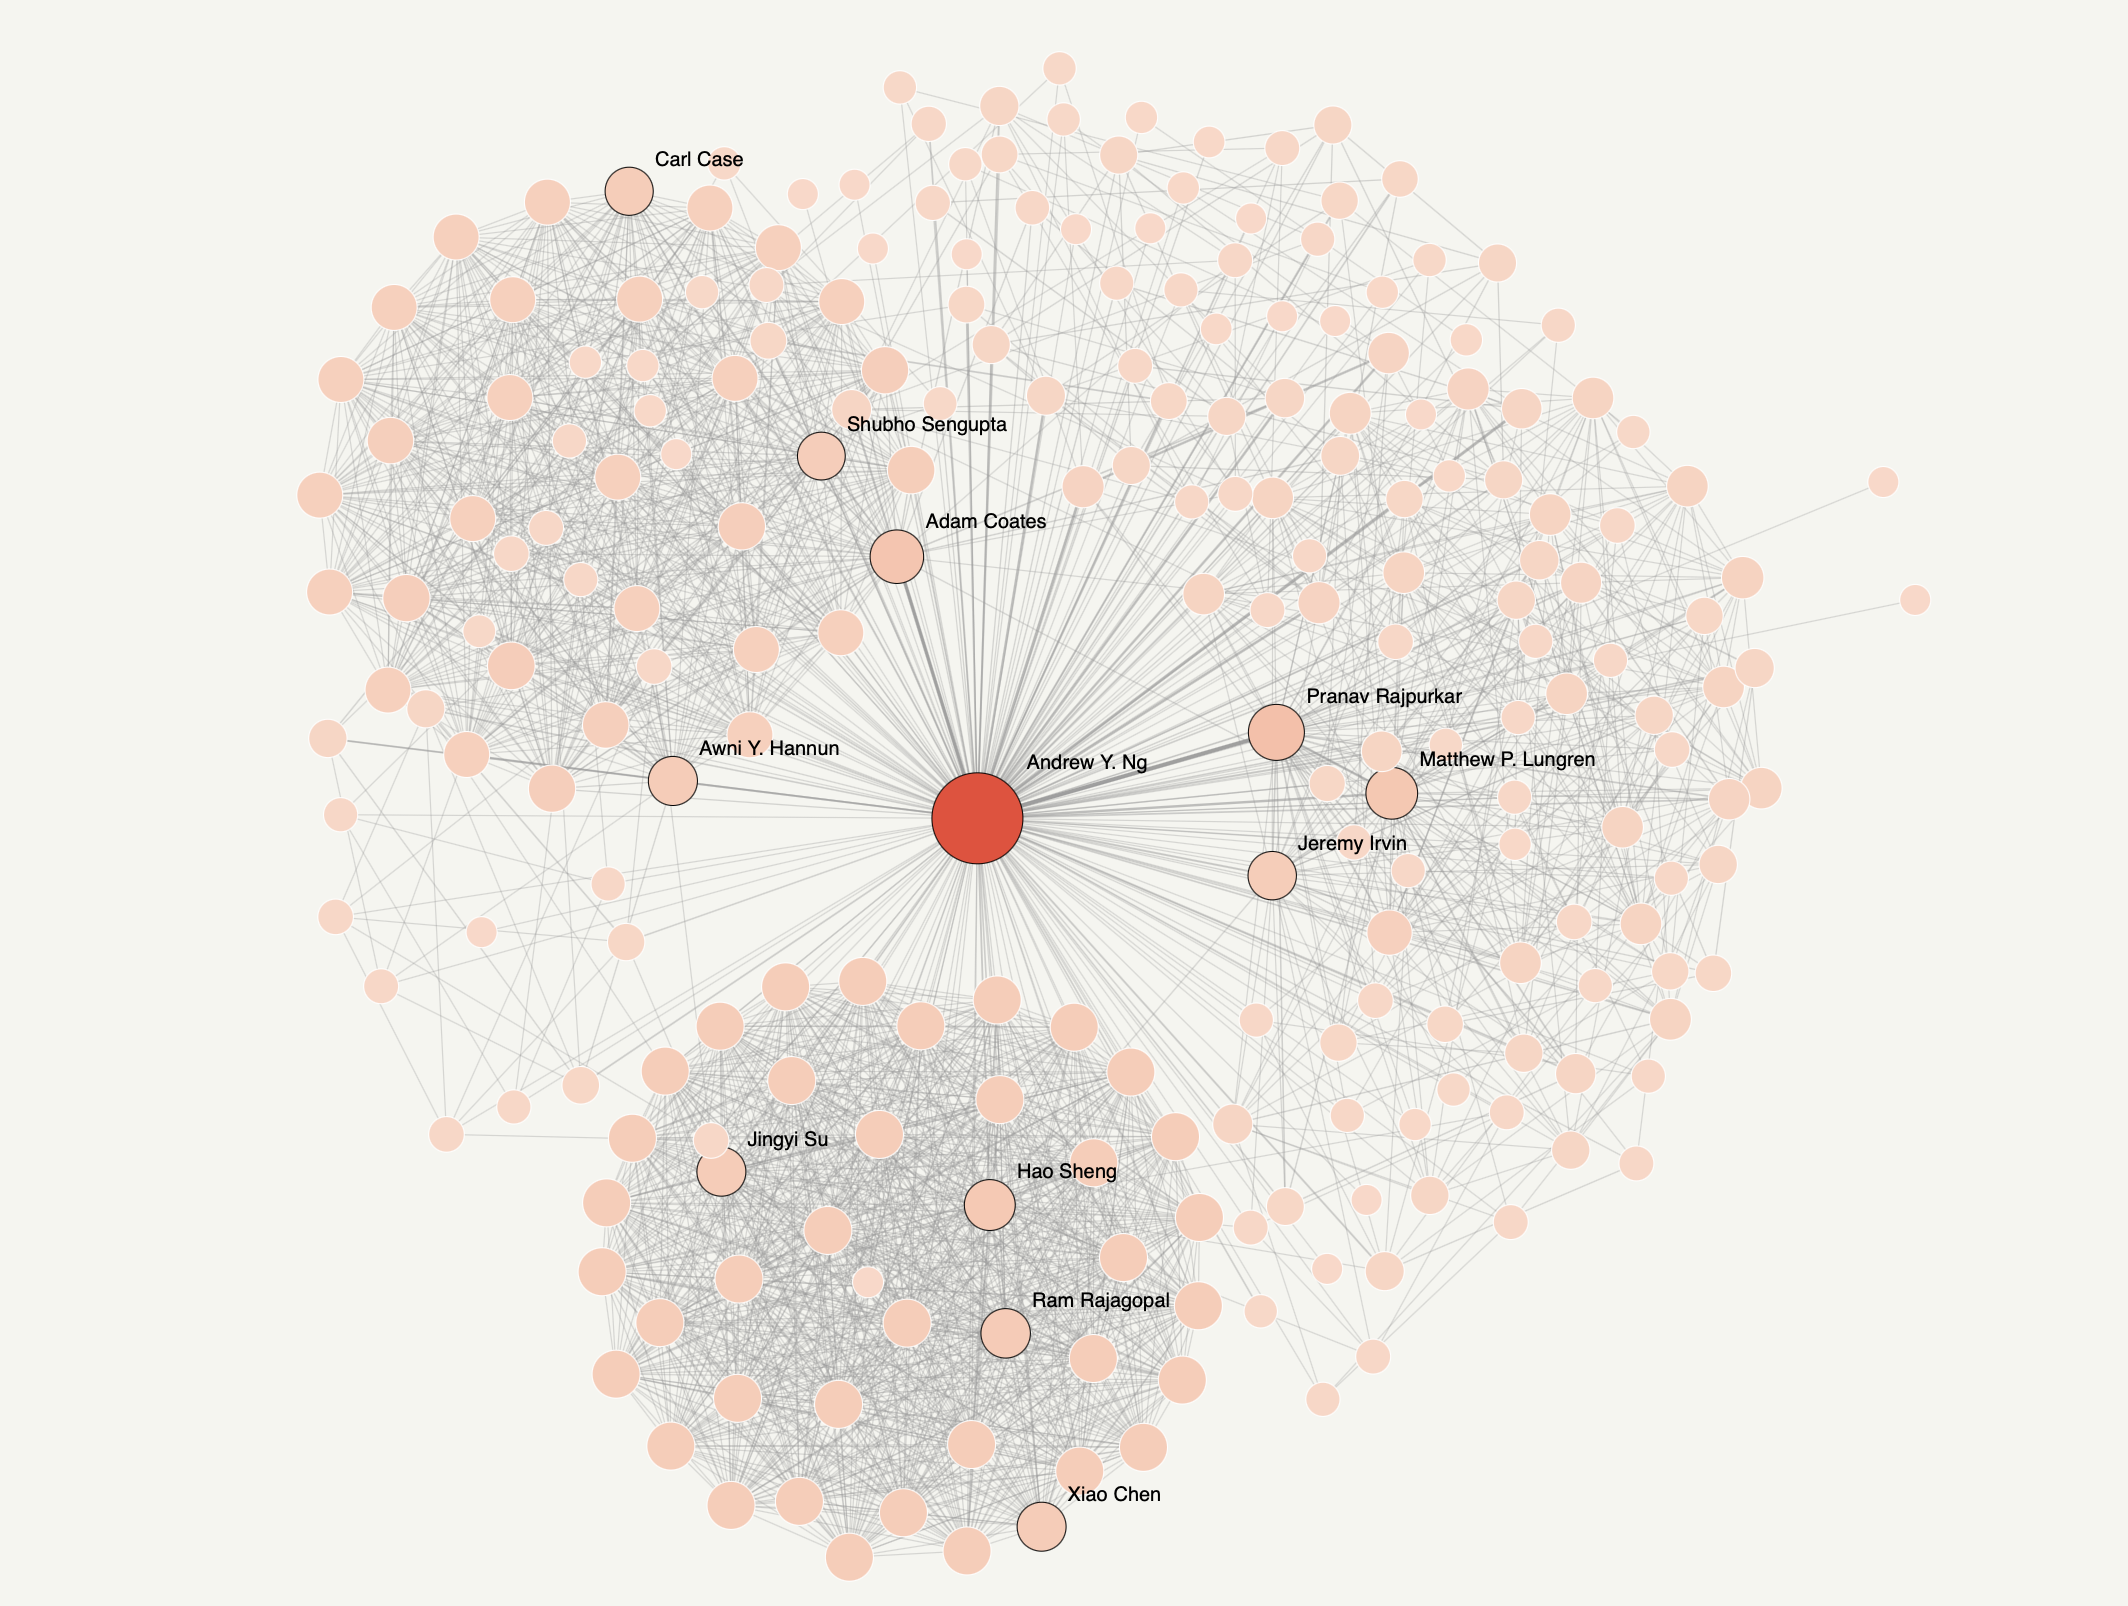 Carl Case
Shubho Sengupta
Adam Coates
Pranav Rajpurkar
Awni Y. Hannun
Andrew Y. Ng
Matthew P. Lungren
Jeremy Irvin
Jingyi Su
Hao Sheng
Ram Rajagopal
Xiao Chen